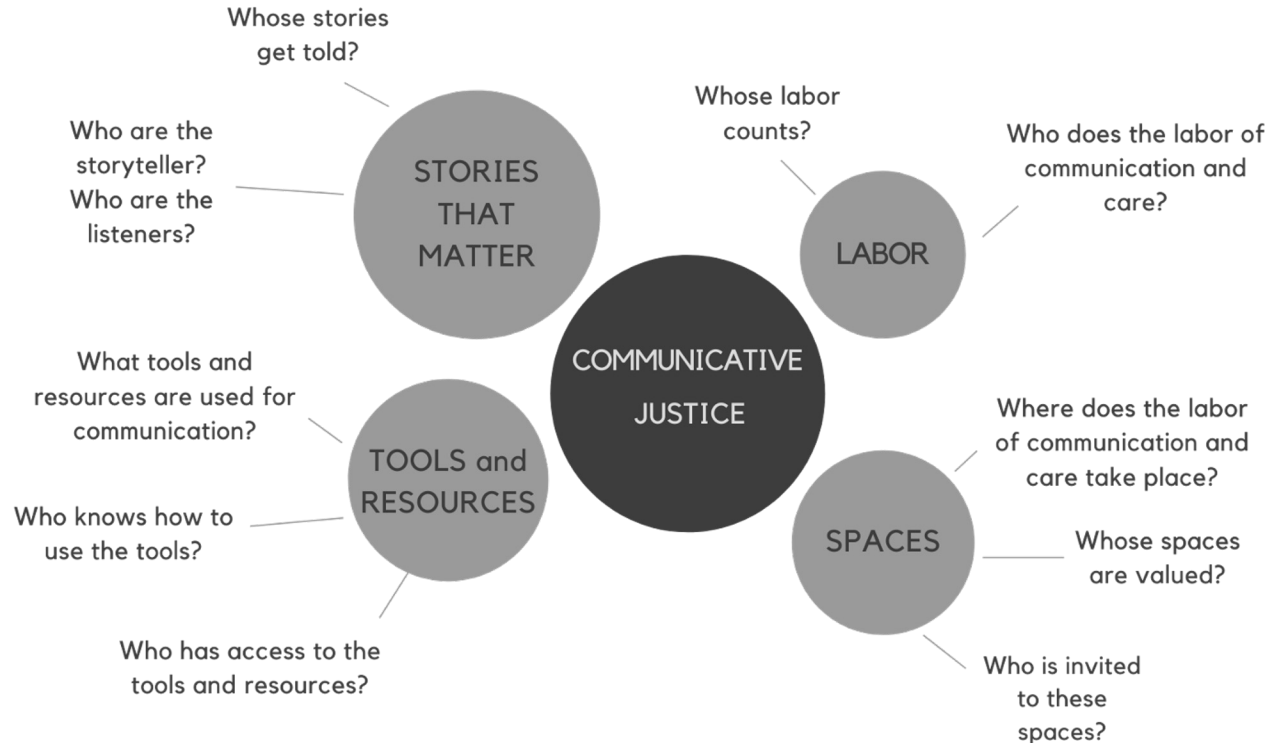 Whose stories
get told?
Who are the
storyteller?
Who are the
listeners?
STORIES
THAT
MATTER
Whose labor
counts?
Who does the labor of
communication and
care?
LABOR
COMMUNICATIVE
JUSTICE
What tools and
resources are used for
communication?
Who knows how to
use the tools?
Who has access to the
tools and resources?
TOOLS and
RESOURCES
Where does the labor
of communication and
care take place?
Whose spaces
are valued?
Who is invited
to these
spaces?
SPACES